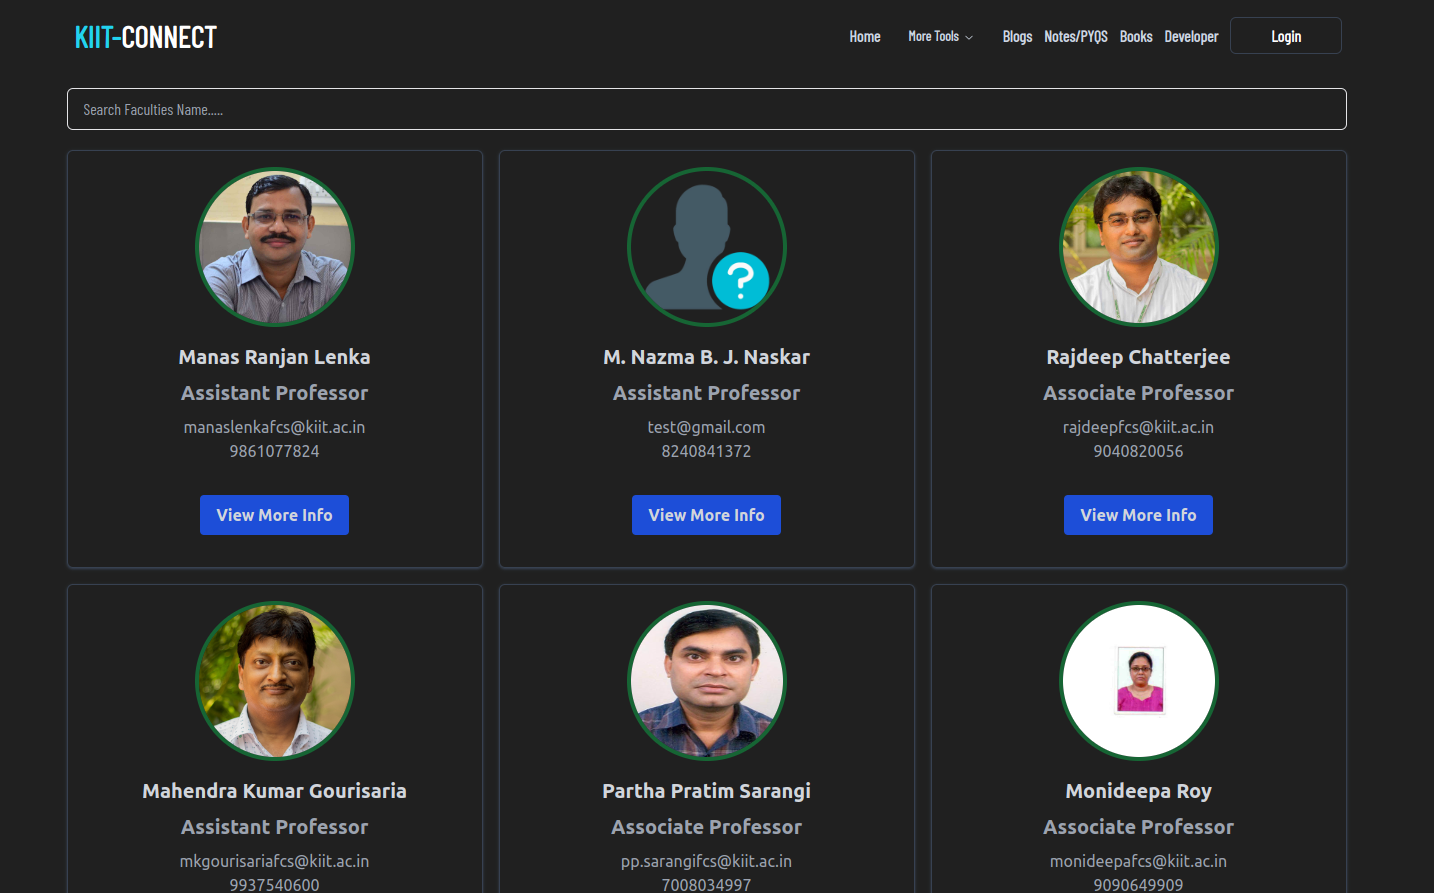 KIIT-CONNECT
Home More Tools Blogs Notes/PYQS Books Developer Login
Search Faculties Name.....
Manas Ranjan Lenka
Assistant Professor
manaslenkafcs@kiit.ac.in
9861077824
View More Info
M. Nazma B. J. Naskar
Assistant Professor
test@gmail.com
8240841372
View More Info
Rajdeep Chatterjee
Associate Professor
rajdeepfcs@kiit.ac.in
9040820056
View More Info
Mahendra Kumar Gourisaria
Assistant Professor
mkgourisariafcs@kiit.ac.in
9937540600
Partha Pratim Sarangi
Associate Professor
pp.sarangifcs@kiit.ac.in
7008034997
Monideepa Roy
Associate Professor
monideepafcs@kiit.ac.in
9090649909